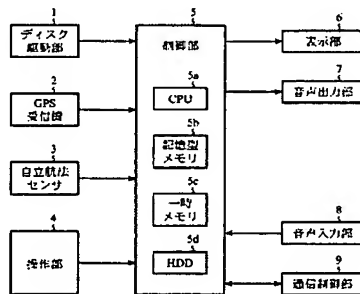 1
ディスク
駆動部
2
GPS
受信機
3
自立航法
センサ
4
操作部
5
制御部
5a
CPU
5b
記憶型
メモリ
5c
一時
メモリ
5d
HDD
6
表示部
7
音声出力部
8
音声入力部
9
通信制御部